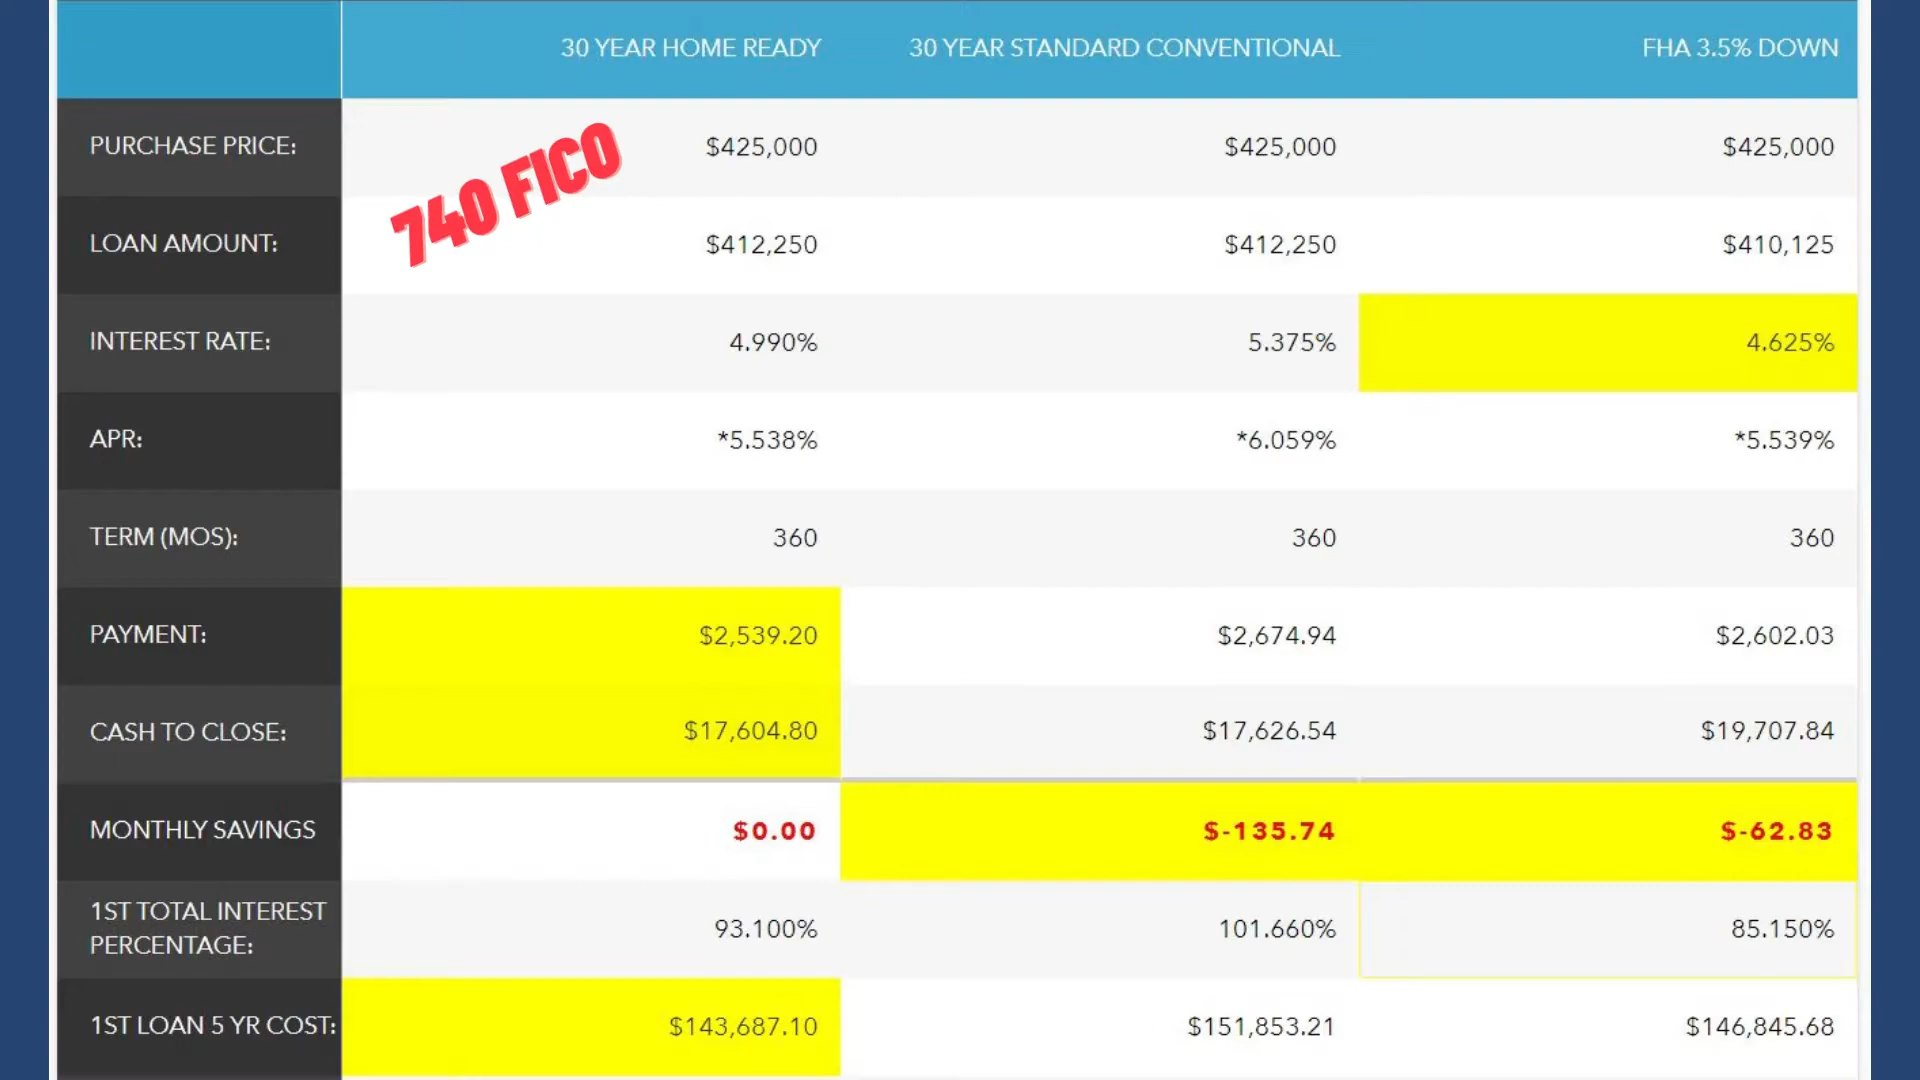 30 YEAR HOME READY 30 YEAR STANDARD CONVENTIONAL FHA 3.5% DOWN
PURCHASE PRICE: $425,000 $425,000 $425,000
740 FICO
LOAN AMOUNT: $412,250 $412,250 $410,125
INTEREST RATE: 4.990% 5.375% 4.625%
APR: *5.538% *6.059% *5.539%
TERM (MOS): 360 360 360
PAYMENT: $2,539.20 $2,674.94 $2,602.03
CASH TO CLOSE: $17,604.80 $17,626.54 $19,707.84
MONTHLY SAVINGS $0.00 $-135.74 $-62.83
1ST TOTAL INTEREST
PERCENTAGE: 93.100% 101.660% 85.150%
1ST LOAN 5 YR COST: $143,687.10 $151,853.21 $146,845.68